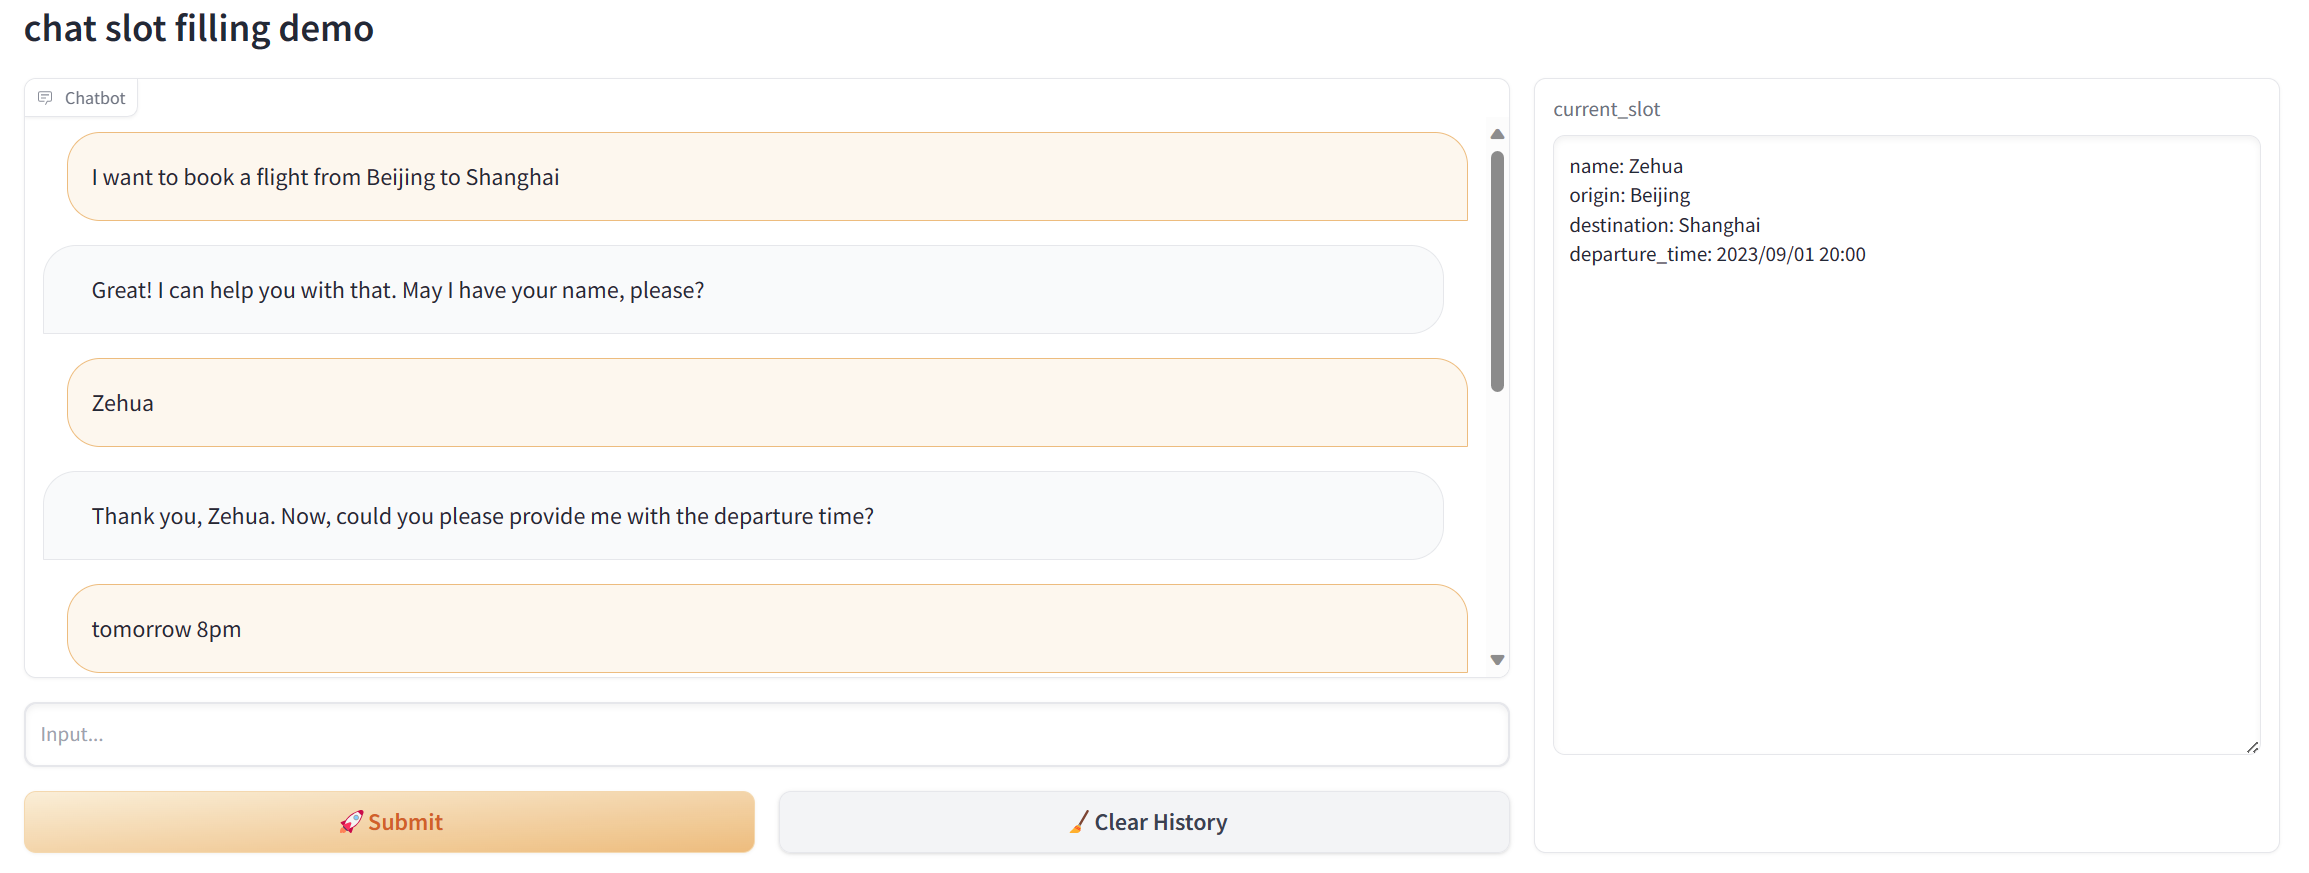 chat slot filling demo
Chatbot
I want to book a flight from Beijing to Shanghai
Great! I can help you with that. May I have your name, please?
Zehua
Thank you, Zehua. Now, could you please provide me with the departure time?
tomorrow 8pm
Input...
🚀 Submit
🧹 Clear History
current_slot
name: Zehua
origin: Beijing
destination: Shanghai
departure_time: 2023/09/01 20:00